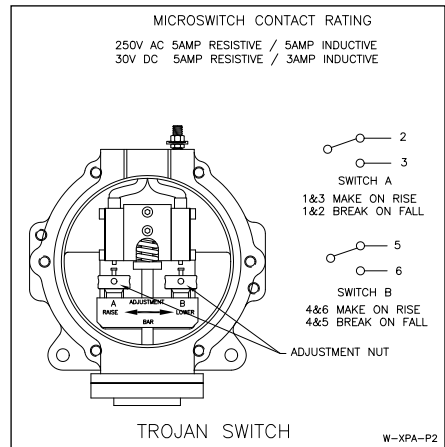 MICROSWITCH CONTACT RATING
250V AC 5AMP RESISTIVE / 5AMP INDUCTIVE
30V DC 5AMP RESISTIVE / 3AMP INDUCTIVE
2
3
SWITCH A
1&3 MAKE ON RISE
1&2 BREAK ON FALL
5
6
SWITCH B
4&6 MAKE ON RISE
4&5 BREAK ON FALL
A ADJUSTMENT B
RAISE LOWER
BAR
ADJUSTMENT NUT
TROJAN SWITCH
W-XPA-P2